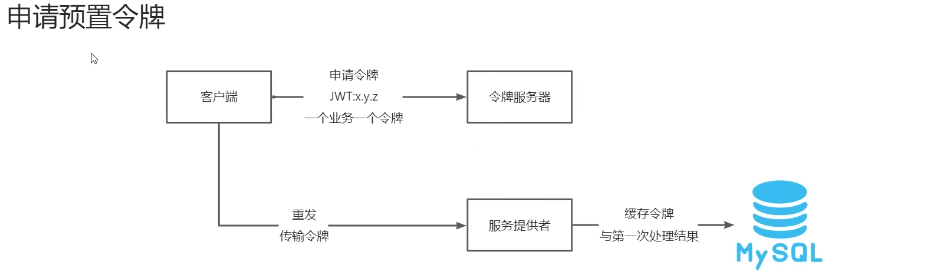 申请预置令牌
申请令牌
客户端
JWT:x.y.z
令牌服务器
一个业务一个令牌
重发
缓存令牌
服务提供者
传输令牌
与第一次处理结果
MySQL